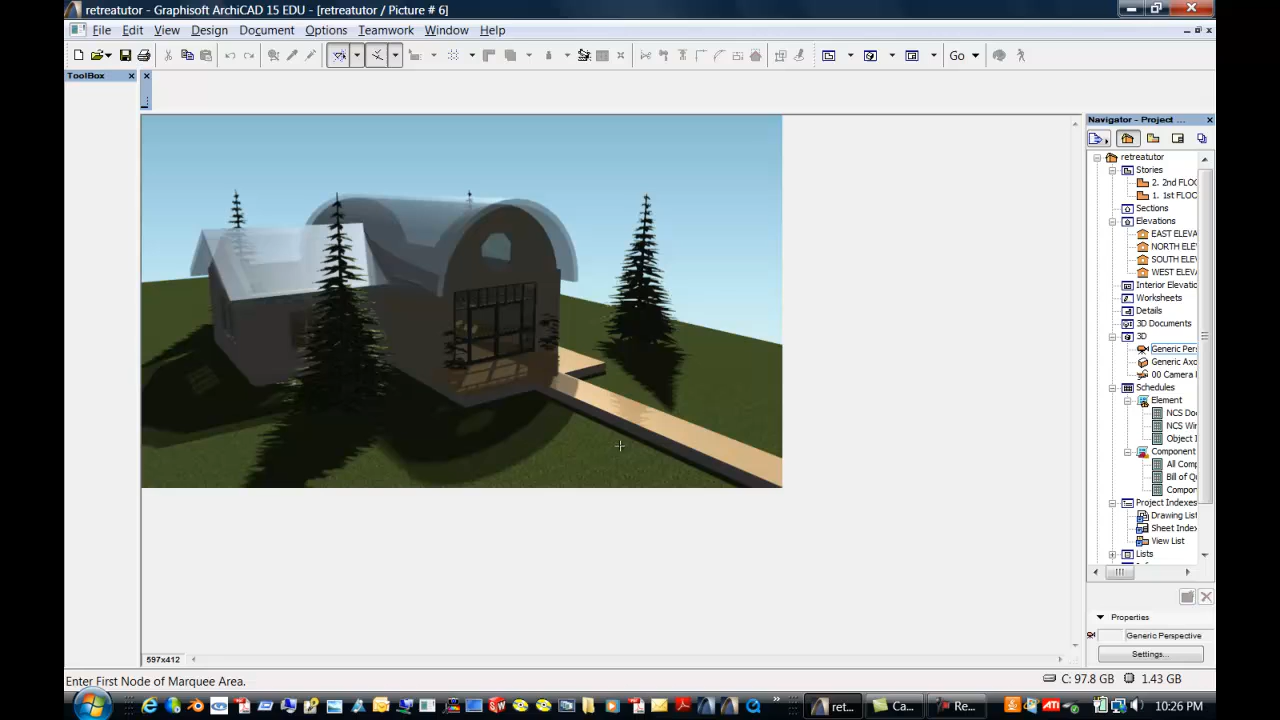 retreatutor - Graphisoft ArchiCAD 15 EDU - [retreatutor / Picture # 6]
File Edit View Design Document Options Teamwork Window Help
Go
ToolBox
Navigator - Project ...
retreatutor
Stories
2. 2nd FLOO
1. 1st FLOO
Sections
Elevations
EAST ELEVA
NORTH ELE
SOUTH ELE
WEST ELEV
Interior Elevatio
Worksheets
Details
3D Documents
3D
Generic Pers
Generic Axo
00 Camera
Schedules
Element
NCS Do
NCS Wi
Object I
Component
All Comp
Bill of Q
Compon
Project Indexes
Drawing List
Sheet Index
View List
Lists
Properties
Generic Perspective
Settings...
597x412
Enter First Node of Marquee Area.
C: 97.8 GB 1.43 GB
ret... Ca... Re... ATI 10:26 PM